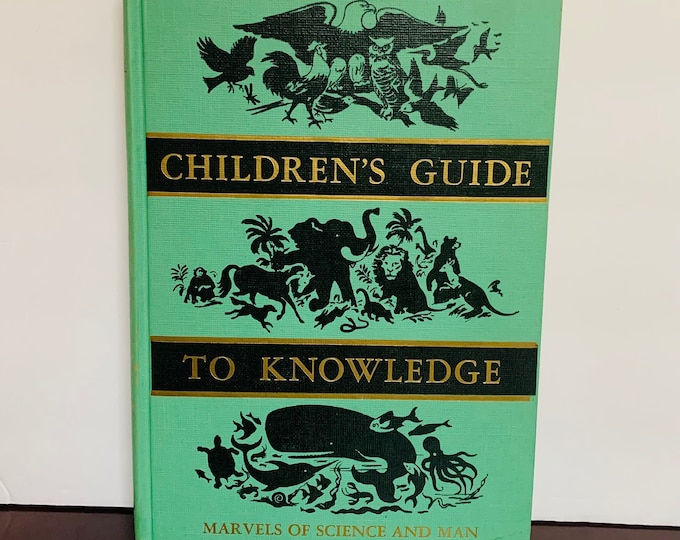 CHILDREN'S GUIDE
TO KNOWLEDGE
MARVELS OF SCIENCE AND MAN